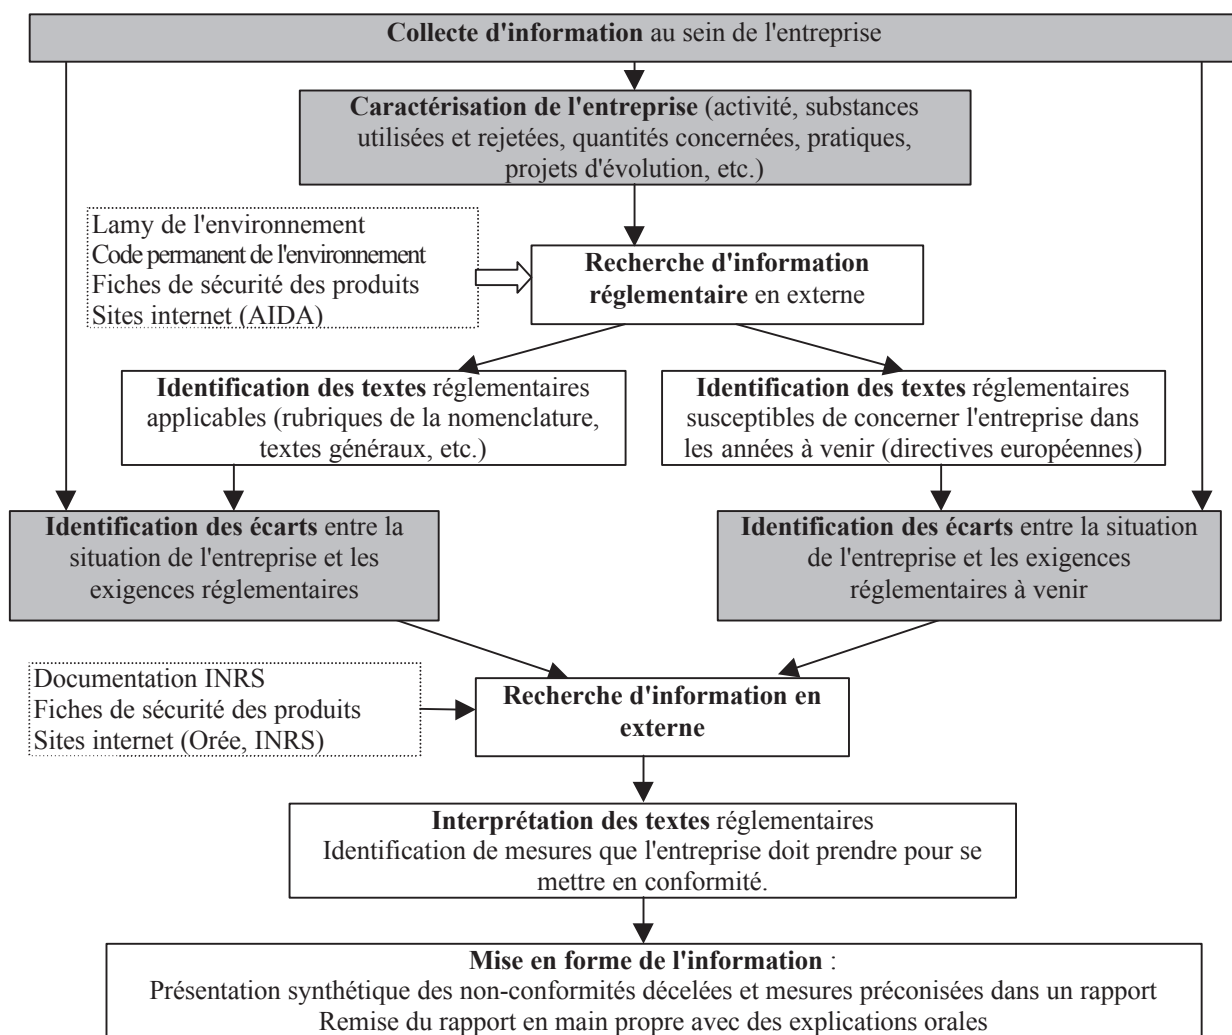 Collecte d'information au sein de l'entreprise
Caractérisation de l'entreprise (activité, substances
utilisées et rejetées, quantités concernées, pratiques,
projets d'évolution, etc.)
Lamy de l'environnement
Code permanent de l'environnement
Fiches de sécurité des produits
Sites internet (AIDA)
Recherche d'information
réglementaire en externe
Identification des textes réglementaires
applicables (rubriques de la nomenclature,
textes généraux, etc.)
Identification des textes réglementaires
susceptibles de concerner l'entreprise dans
les années à venir (directives européennes)
Identification des écarts entre la
situation de l'entreprise et les
exigences réglementaires
Identification des écarts entre la situation
de l'entreprise et les exigences
réglementaires à venir
Documentation INRS
Fiches de sécurité des produits
Sites internet (Orée, INRS)
Recherche d'information en
externe
Interprétation des textes réglementaires
Identification de mesures que l'entreprise doit prendre pour se
mettre en conformité.
Mise en forme de l'information :
Présentation synthétique des non-conformités décelées et mesures préconisées dans un rapport
Remise du rapport en main propre avec des explications orales